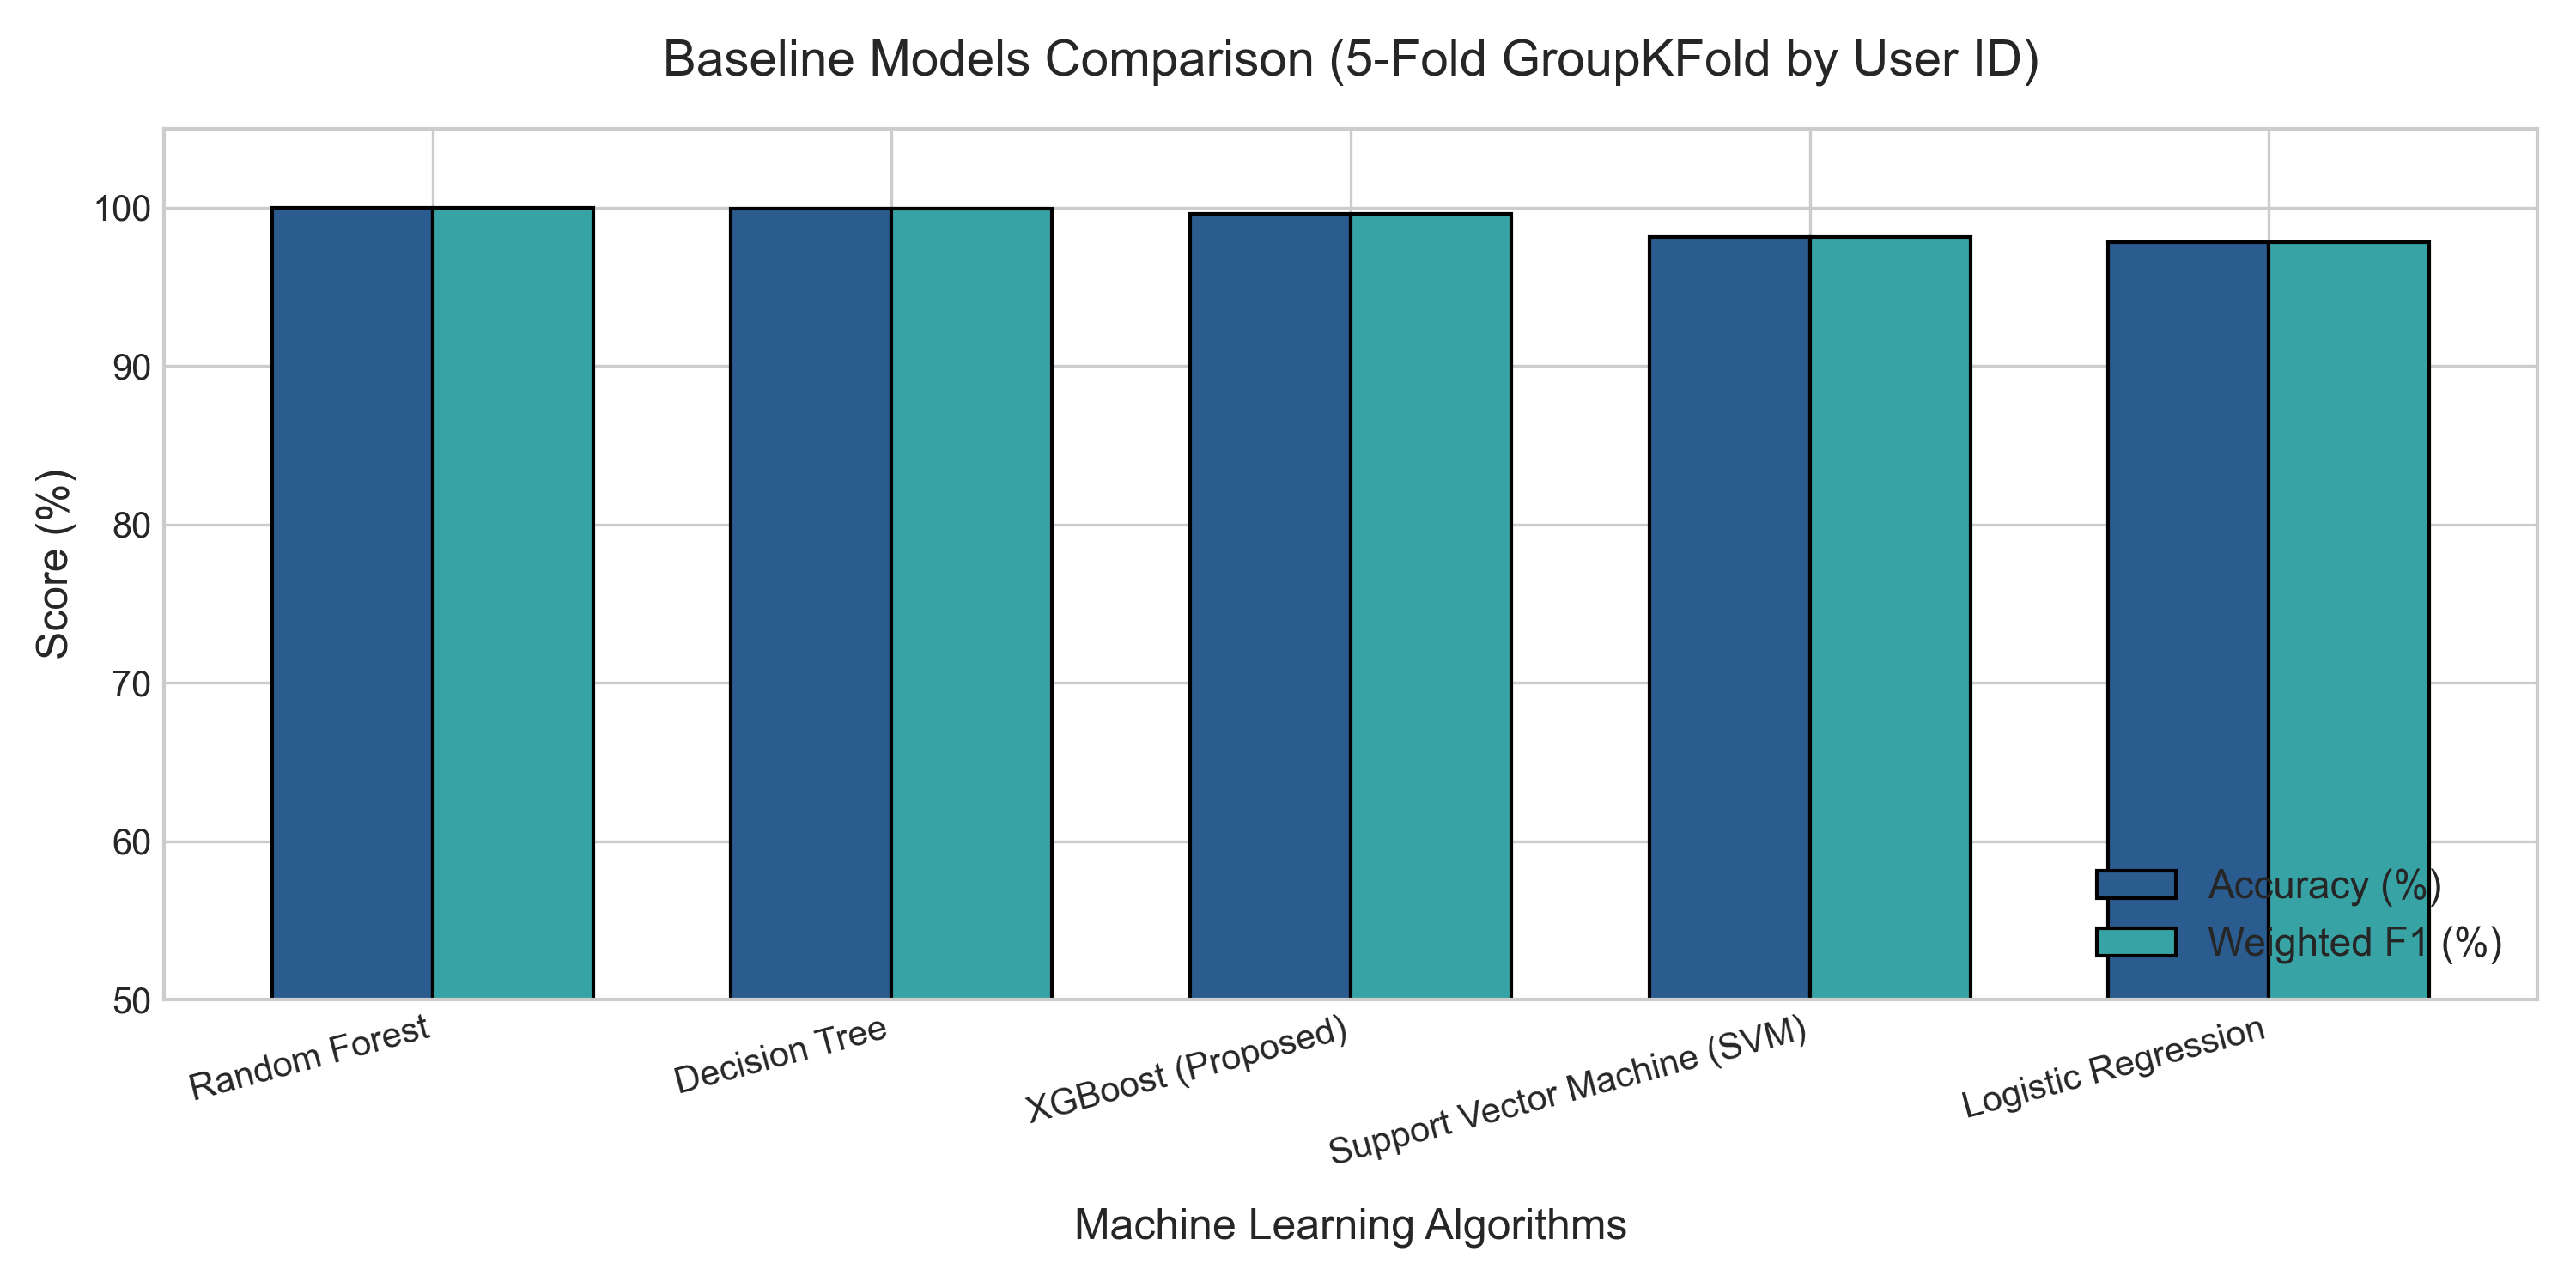 Baseline Models Comparison (5-Fold GroupKFold by User ID)
Score (%)
100
90
80
70
60
50
Accuracy (%)
Weighted F1 (%)
Random Forest
Decision Tree
XGBoost (Proposed)
Support Vector Machine (SVM)
Logistic Regression
Machine Learning Algorithms